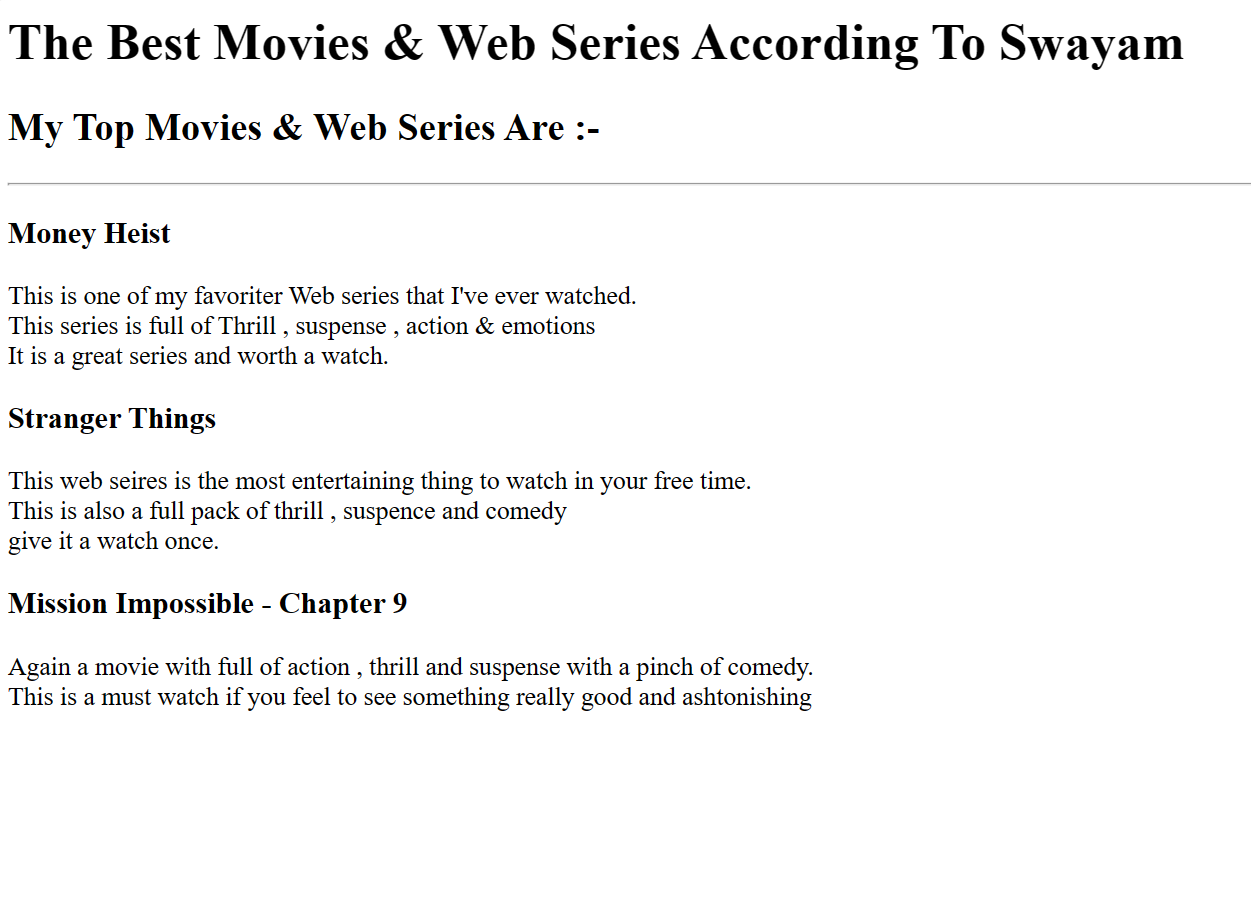 The Best Movies & Web Series According To Swayam
My Top Movies & Web Series Are :-
Money Heist
This is one of my favoriter Web series that I've ever watched.
This series is full of Thrill , suspense , action & emotions
It is a great series and worth a watch.
Stranger Things
This web seires is the most entertaining thing to watch in your free time.
This is also a full pack of thrill , suspence and comedy
give it a watch once.
Mission Impossible - Chapter 9
Again a movie with full of action , thrill and suspense with a pinch of comedy.
This is a must watch if you feel to see something really good and ashtonishing